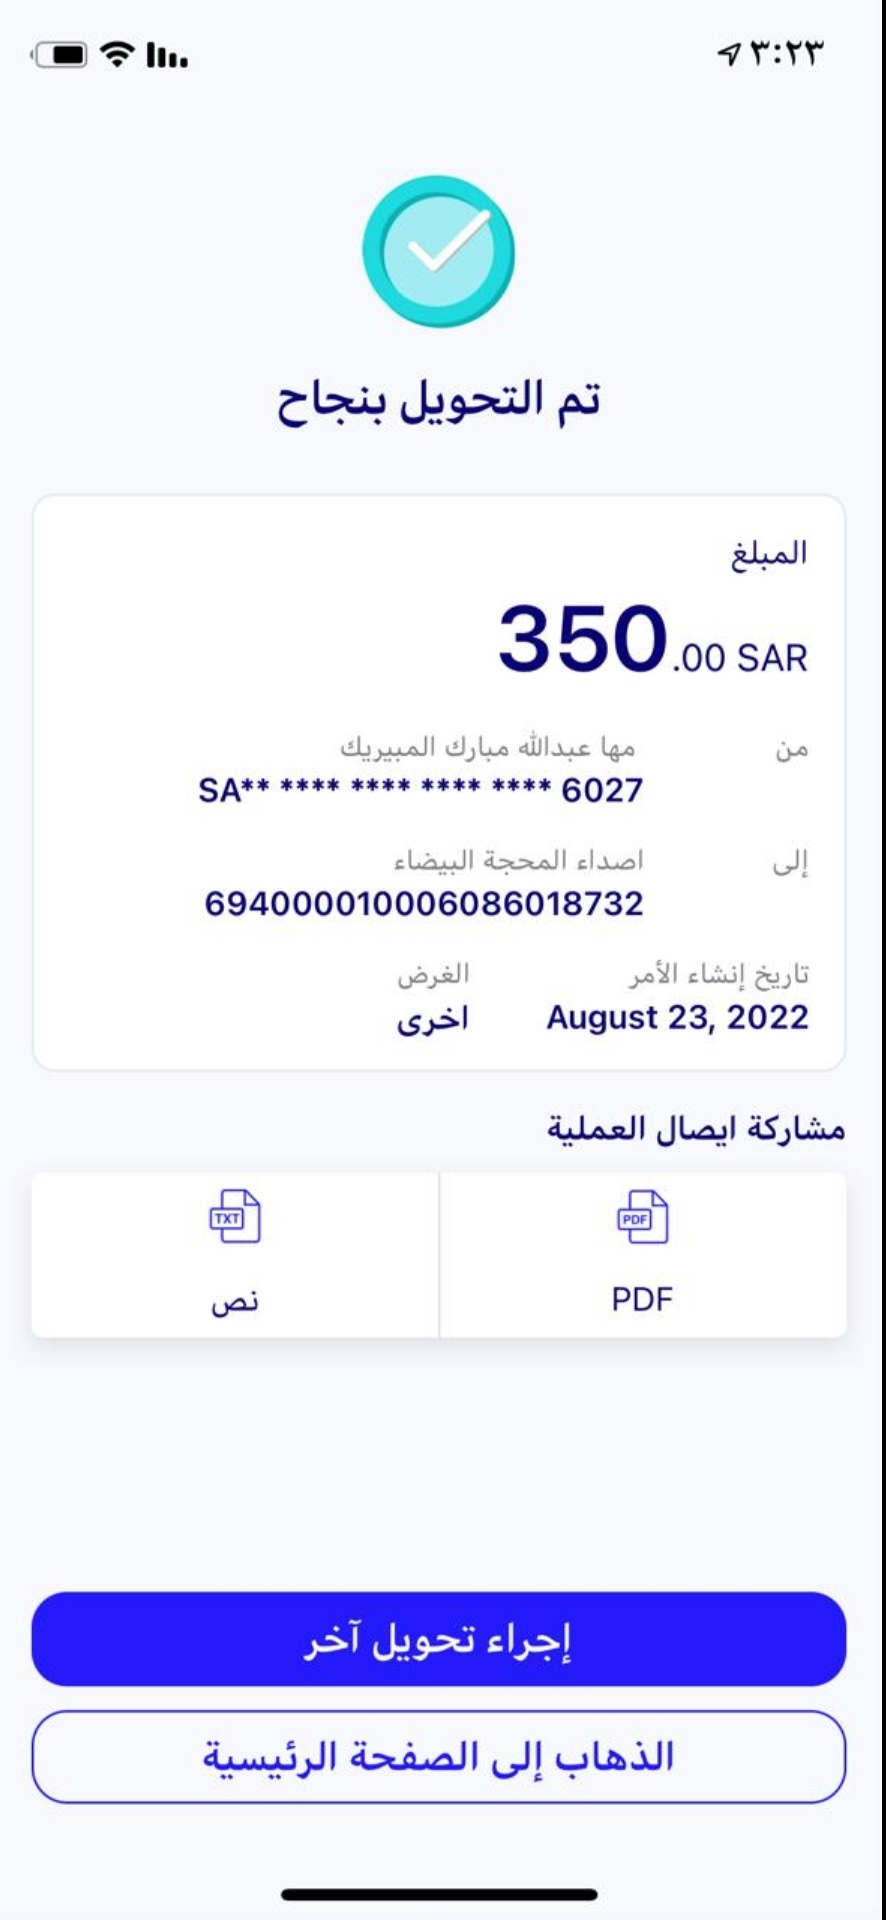 ٣:٢٣
تم التحويل بنجاح
المبلغ
350.00 SAR
من مها عبدالله مبارك المبيريك
SA** **** **** **** **** 6027
إلى اصداء المحجة البيضاء
694000010006086018732
تاريخ إنشاء الأمر الغرض
August 23, 2022 اخرى
مشاركة ايصال العملية
PDF TXT
PDF نص
إجراء تحويل آخر
الذهاب إلى الصفحة الرئيسية